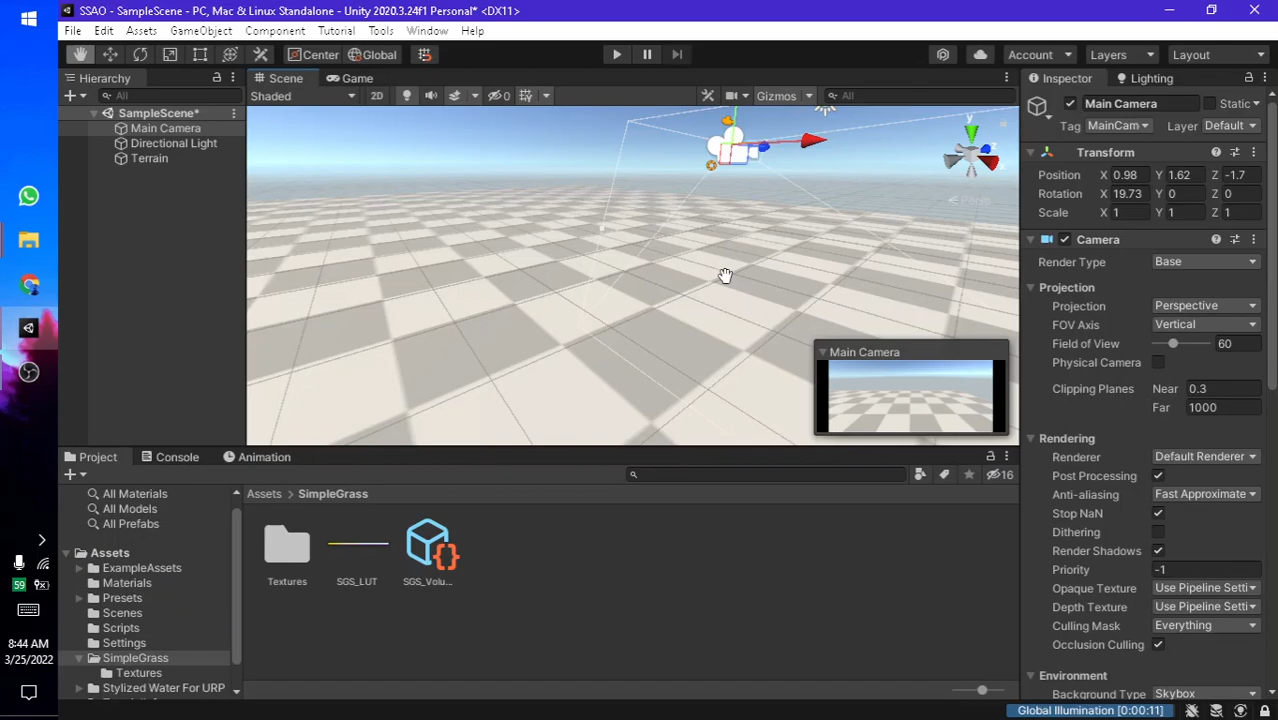 SSAO - SampleScene - PC, Mac & Linux Standalone - Unity 2020.3.24f1 Personal* <DX11>
File Edit Assets GameObject Component Tutorial Tools Window Help
Center Global Account Layers Layout
Hierarchy
All
SampleScene*
Main Camera
Directional Light
Terrain
Scene Game
Shaded 2D 0 Gizmos All
y
z
Persp
Main Camera
Inspector Lighting
Main Camera Static
Tag MainCam Layer Default
Transform
Position X 0.98 Y 1.62 Z -1.7
Rotation X 19.73 Y 0 Z 0
Scale X 1 Y 1 Z 1
Camera
Render Type Base
Projection
Projection Perspective
FOV Axis Vertical
Field of View 60
Physical Camera
Clipping Planes Near 0.3
Far 1000
Rendering
Renderer Default Renderer
Post Processing
Anti-aliasing Fast Approximate
Stop NaN
Dithering
Render Shadows
Priority -1
Opaque Texture Use Pipeline Setti
Depth Texture Use Pipeline Setti
Culling Mask Everything
Occlusion Culling
Environment
Background Type Skybox
Project Console Animation
16
All Materials
All Models
All Prefabs
Assets
ExampleAssets
Materials
Presets
Scenes
Scripts
Settings
SimpleGrass
Textures
Stylized Water For URP
Assets > SimpleGrass
Textures SGS_LUT SGS_Volu...
Global Illumination [0:00:11]
59
8:44 AM
3/25/2022